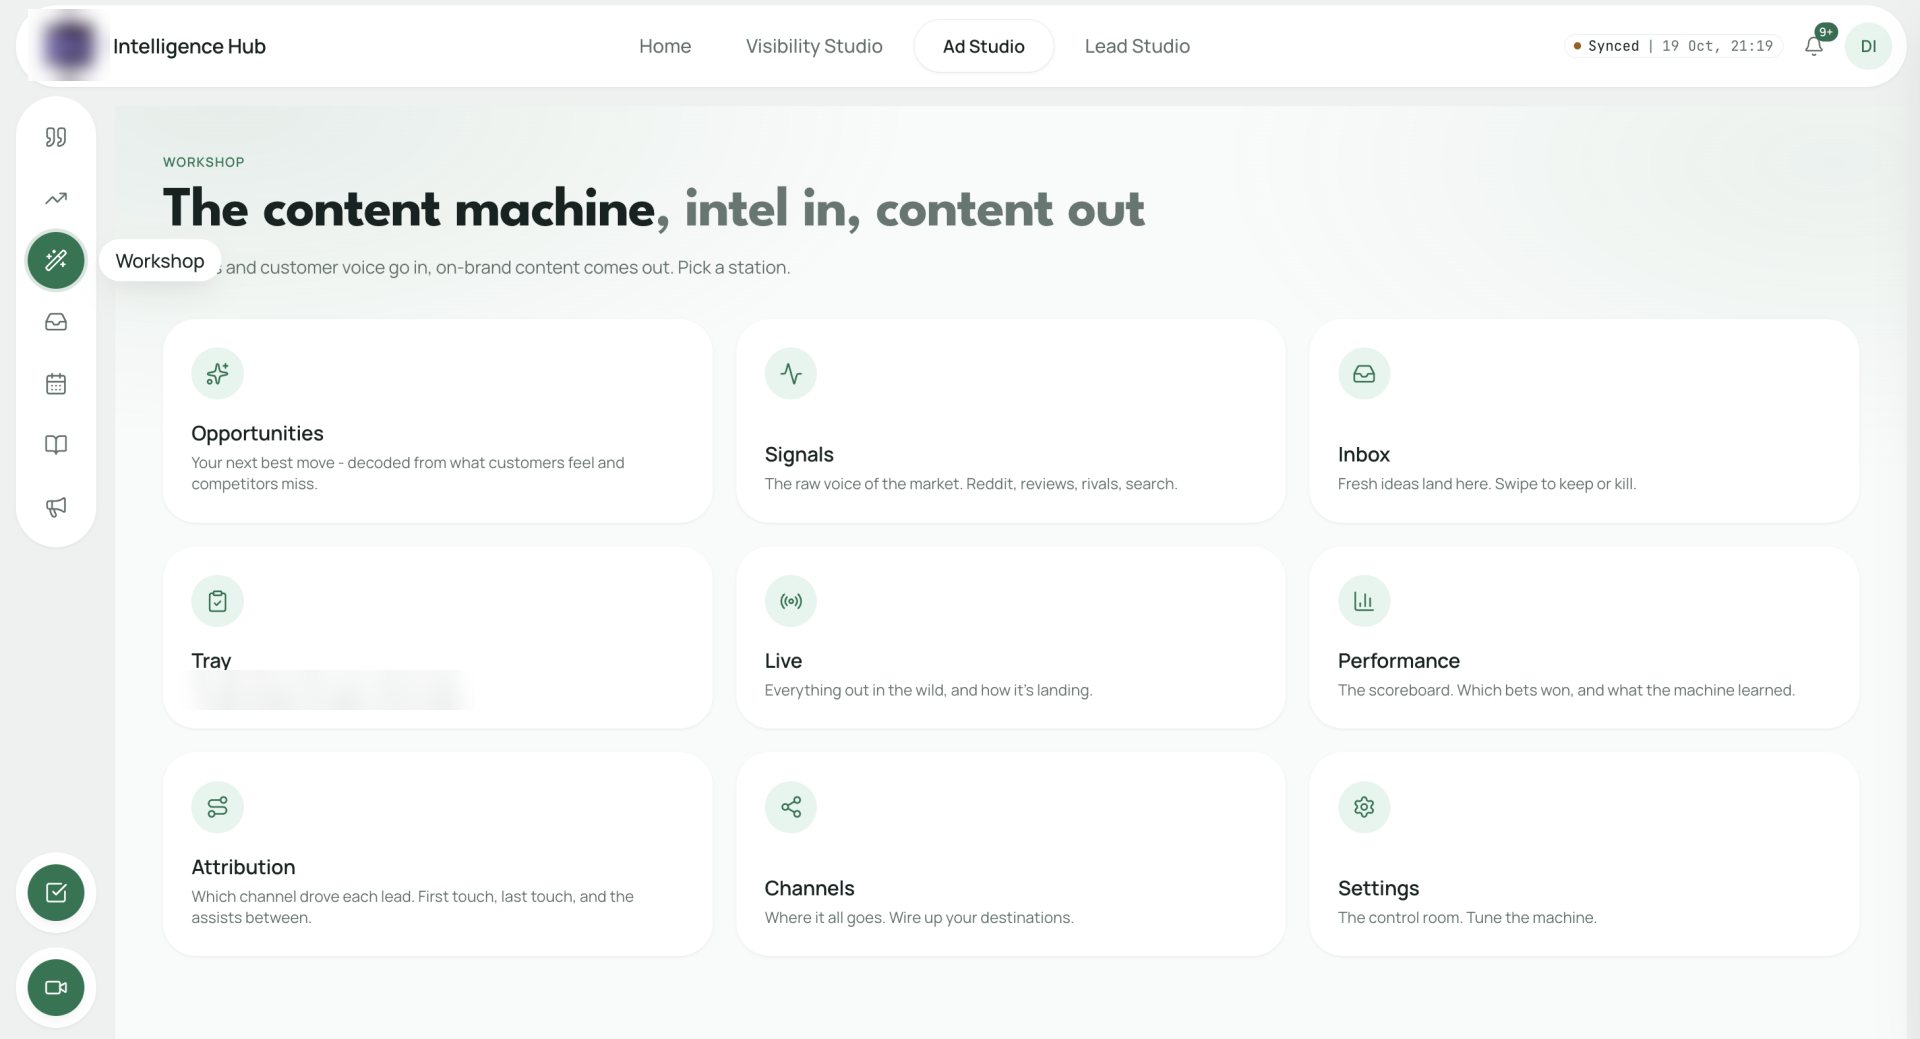 Intelligence Hub
Home
Visibility Studio
Ad Studio
Lead Studio
Synced | 19 Oct, 21:19
9+
DI
WORKSHOP
The content machine, intel in, content out
Workshop
and customer voice go in, on-brand content comes out. Pick a station.
Opportunities
Your next best move - decoded from what customers feel and
competitors miss.
Signals
The raw voice of the market. Reddit, reviews, rivals, search.
Inbox
Fresh ideas land here. Swipe to keep or kill.
Tray
Live
Everything out in the wild, and how it's landing.
Performance
The scoreboard. Which bets won, and what the machine learned.
Attribution
Which channel drove each lead. First touch, last touch, and the
assists between.
Channels
Where it all goes. Wire up your destinations.
Settings
The control room. Tune the machine.